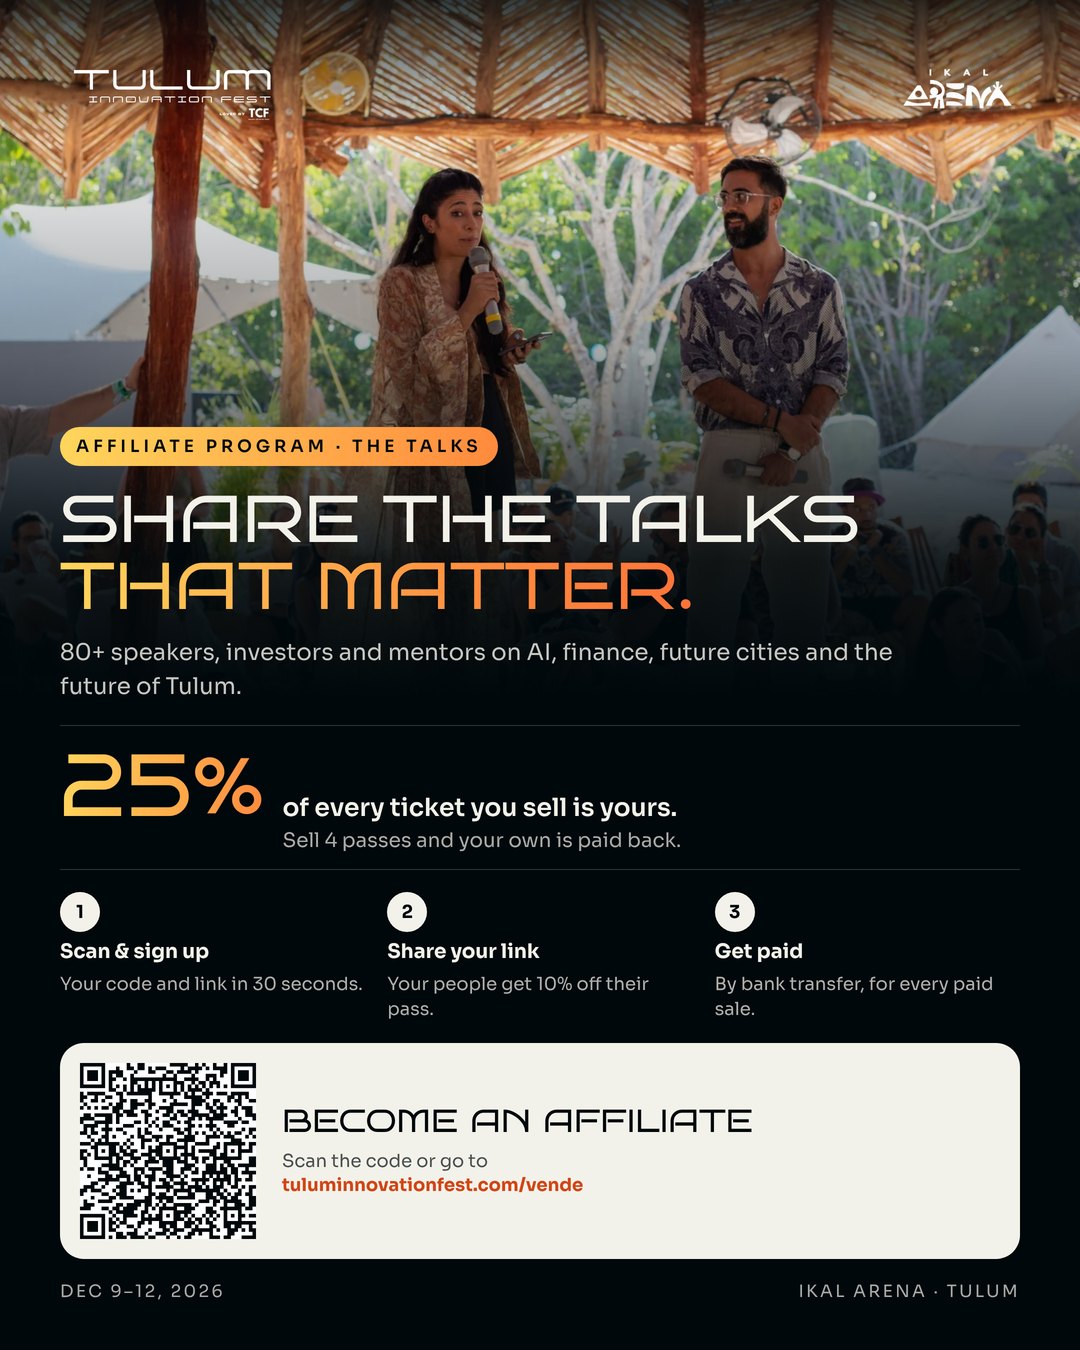 TULUM
INNOVATION FEST
TCF
IKAL
ARENA
AFFILIATE PROGRAM · THE TALKS
SHARE THE TALKS
THAT MATTER.
80+ speakers, investors and mentors on AI, finance, future cities and the
future of Tulum.
25%
of every ticket you sell is yours.
Sell 4 passes and your own is paid back.
1
Scan & sign up
Your code and link in 30 seconds.
2
Share your link
Your people get 10% off their
pass.
3
Get paid
By bank transfer, for every paid
sale.
BECOME AN AFFILIATE
Scan the code or go to
tuluminnovationfest.com/vende
DEC 9–12, 2026
IKAL ARENA · TULUM